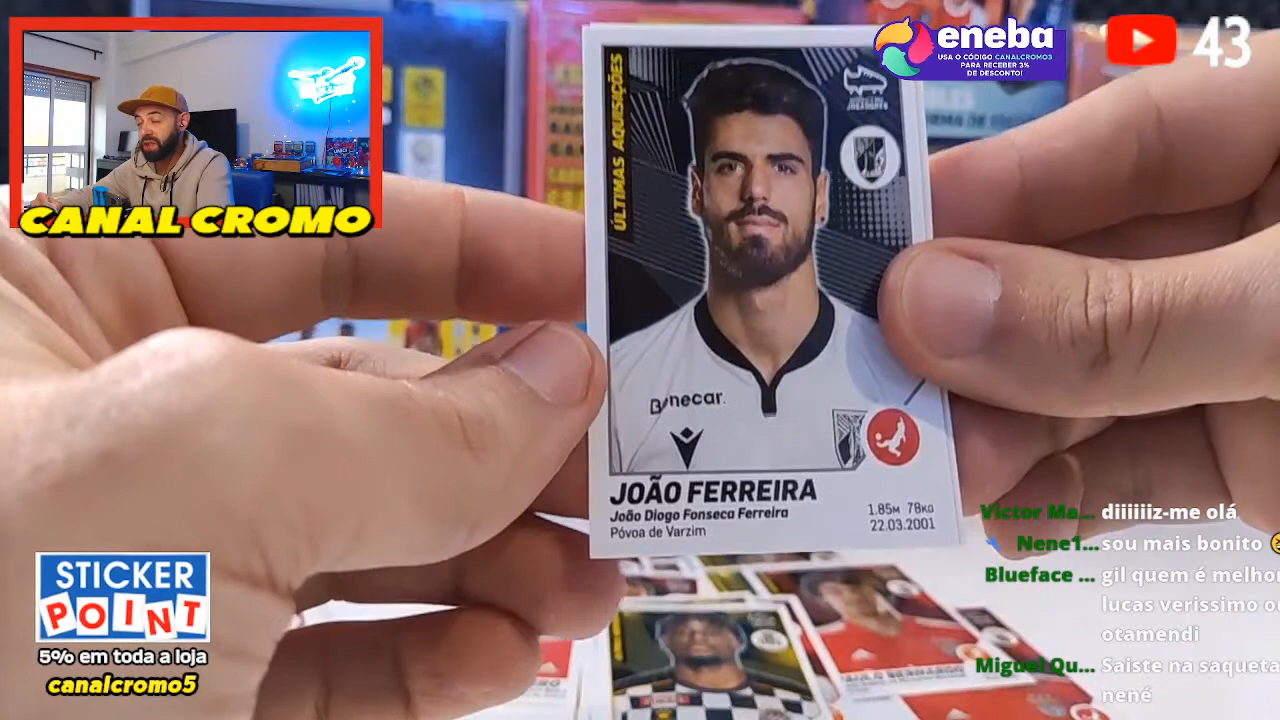 CANAL CROMO
eneba
USA O CÓDIGO CANALCROMO3
PARA RECEBER 3%
DE DESCONTO!
43
ÚLTIMAS AQUISIÇÕES
Benecar.
JOÃO FERREIRA
João Diogo Fonseca Ferreira
Póvoa de Varzim
1.85M 78KG
22.03.2001
STICKER
POINT
5% em toda a loja
canalcromo5
Victor Ma... diiiiiiz-me olá
Nene1... sou mais bonito
Blueface ... gil quem é melho
lucas verissimo o
otamendi
Miguel Qu... Saiste na saqueta
nené